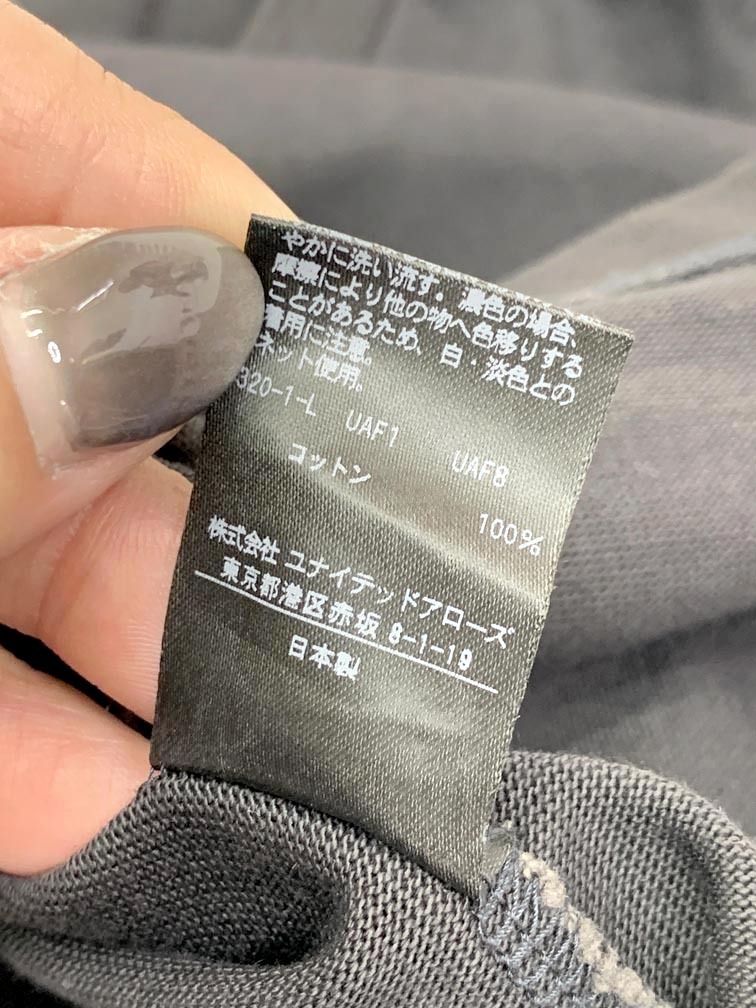 やかに洗い流す。濃色の場合、
摩擦により他の物へ色移りする
ことがあるため、白・淡色との
着用に注意。
ネット使用。
320-1-L UAF1 UAF8
コットン 100%
株式会社 ユナイテッドアローズ
東京都港区赤坂 8-1-19
日本製